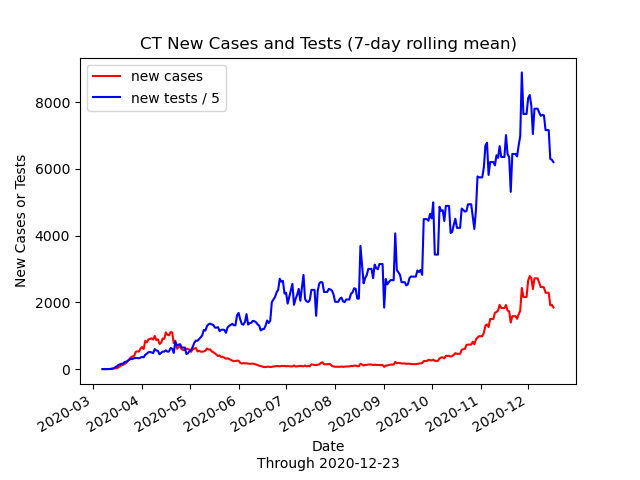 CT New Cases and Tests (7-day rolling mean)
new cases
new tests / 5
New Cases or Tests
8000
6000
4000
2000
0
2020-03
2020-04
2020-05
2020-06
2020-07
2020-08
2020-09
2020-10
2020-11
2020-12
Date
Through 2020-12-23